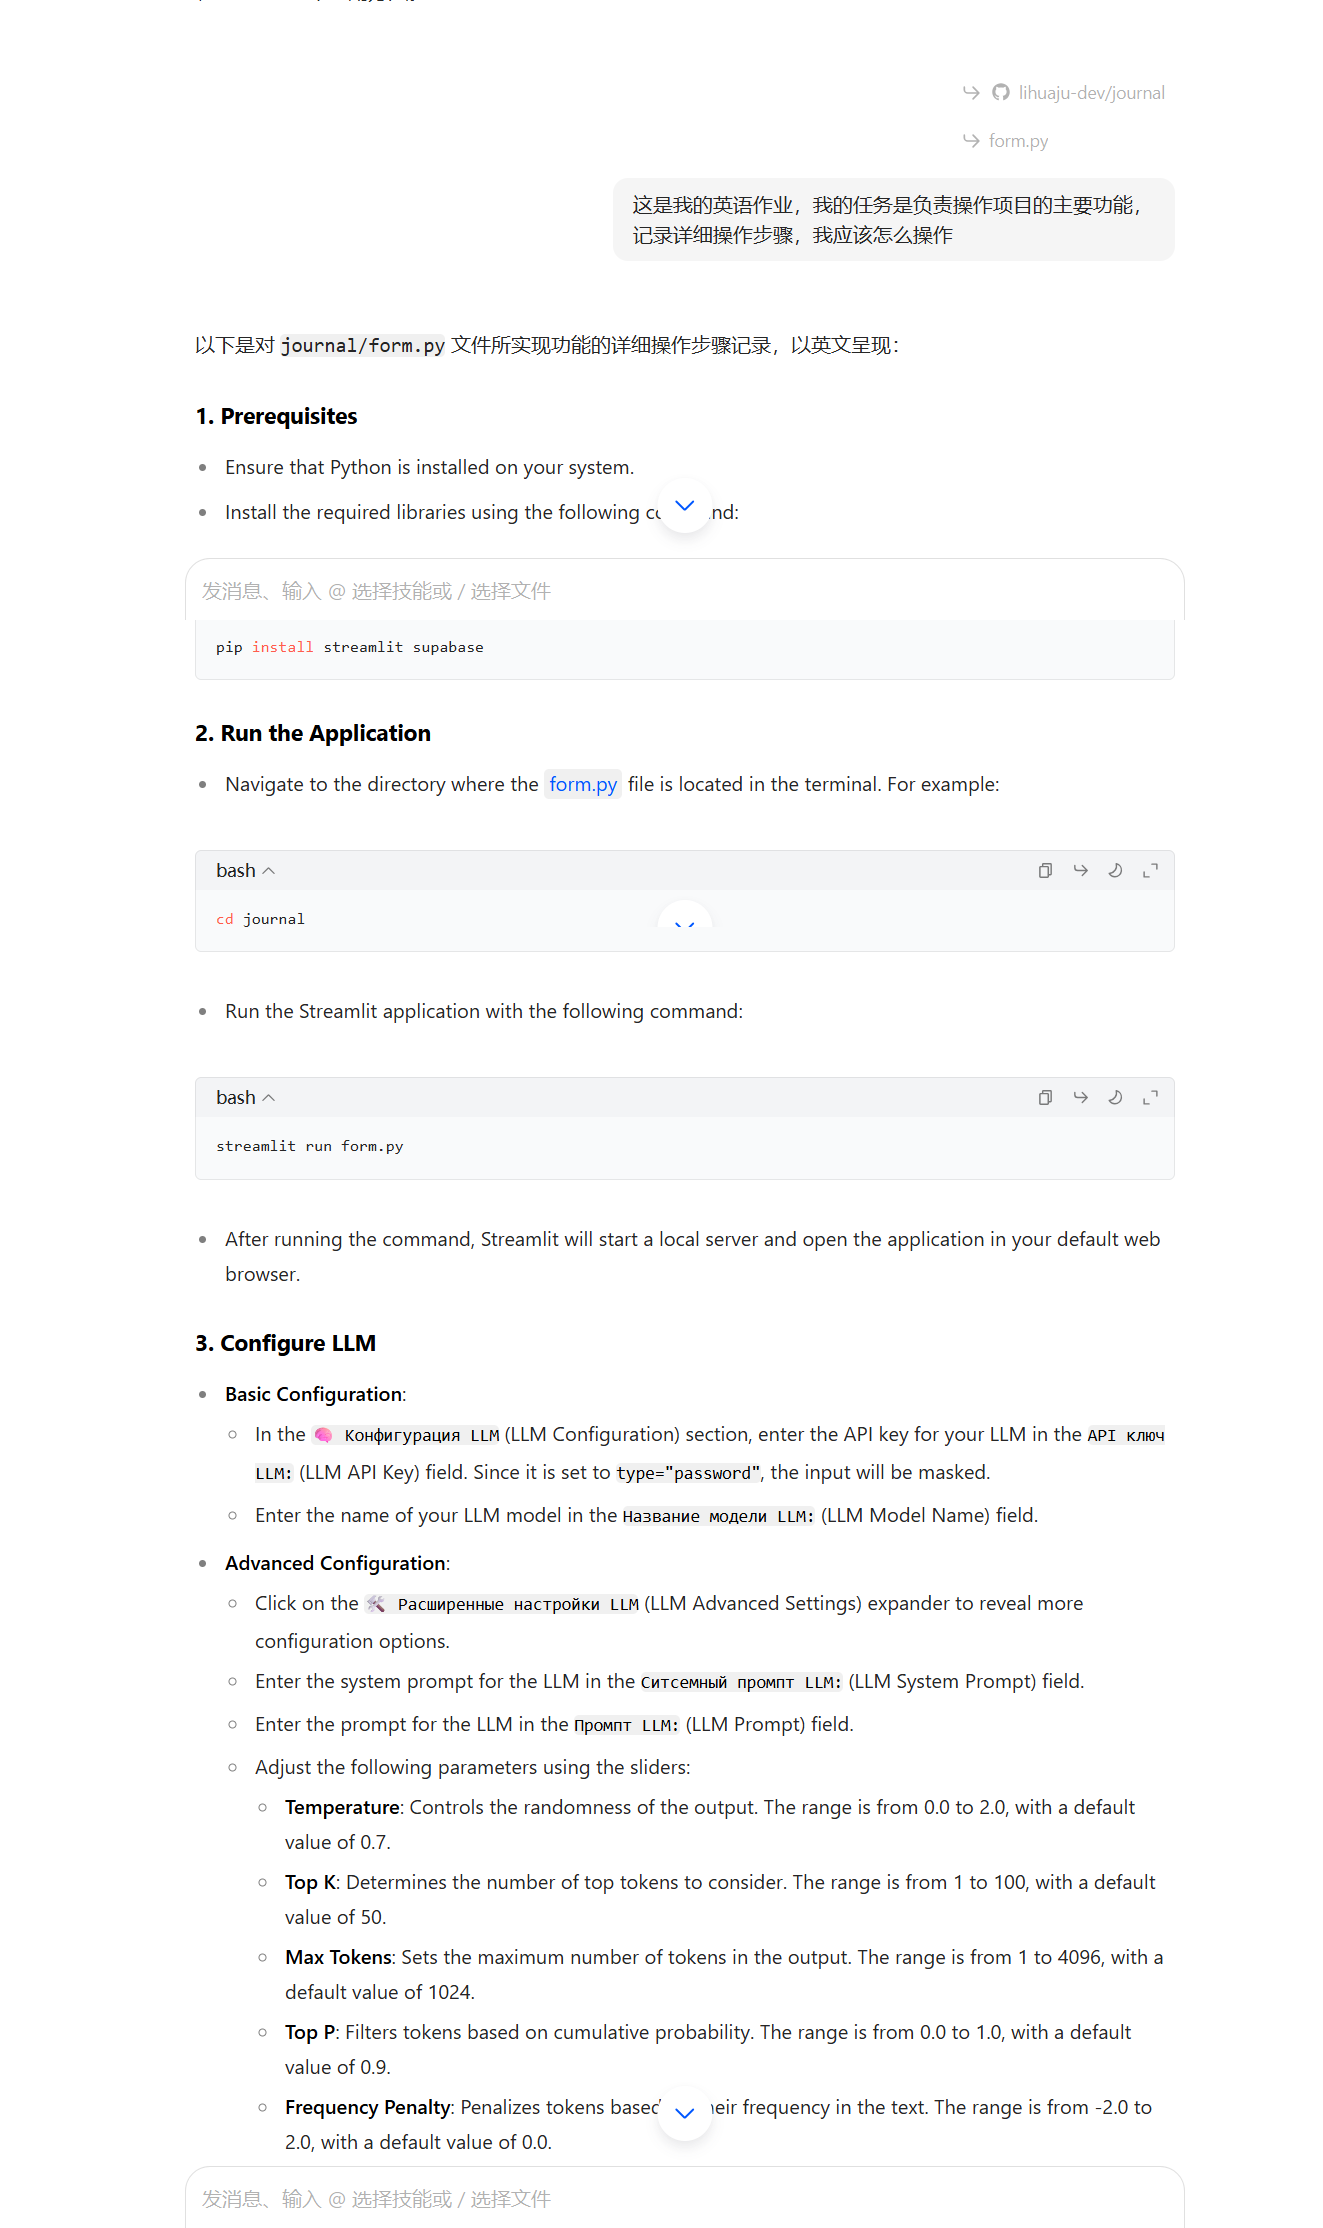 lihuaju-dev/journal
form.py
这是我的英语作业，我的任务是负责操作项目的主要功能，
记录详细操作步骤，我应该怎么操作
以下是对 journal/form.py 文件所实现功能的详细操作步骤记录，以英文呈现：
1. Prerequisites
• Ensure that Python is installed on your system.
• Install the required libraries using the following nd:
发消息、输入 @ 选择技能或 / 选择文件
pip install streamlit supabase
2. Run the Application
• Navigate to the directory where the form.py file is located in the terminal. For example:
bash
cd journal
• Run the Streamlit application with the following command:
bash
streamlit run form.py
• After running the command, Streamlit will start a local server and open the application in your default web
browser.
3. Configure LLM
• Basic Configuration:
◦ In the 🧠 Конфигурация LLM (LLM Configuration) section, enter the API key for your LLM in the API ключ
LLM: (LLM API Key) field. Since it is set to type="password", the input will be masked.
◦ Enter the name of your LLM model in the Название модели LLM: (LLM Model Name) field.
• Advanced Configuration:
◦ Click on the 🛠 Расширенные настройки LLM (LLM Advanced Settings) expander to reveal more
configuration options.
◦ Enter the system prompt for the LLM in the Ситсемный промпт LLM: (LLM System Prompt) field.
◦ Enter the prompt for the LLM in the Промпт LLM: (LLM Prompt) field.
◦ Adjust the following parameters using the sliders:
◦ Temperature: Controls the randomness of the output. The range is from 0.0 to 2.0, with a default
value of 0.7.
◦ Top K: Determines the number of top tokens to consider. The range is from 1 to 100, with a default
value of 50.
◦ Max Tokens: Sets the maximum number of tokens in the output. The range is from 1 to 4096, with a
default value of 1024.
◦ Top P: Filters tokens based on cumulative probability. The range is from 0.0 to 1.0, with a default
value of 0.9.
◦ Frequency Penalty: Penalizes tokens based heir frequency in the text. The range is from -2.0 to
2.0, with a default value of 0.0.
发消息、输入 @ 选择技能或 / 选择文件